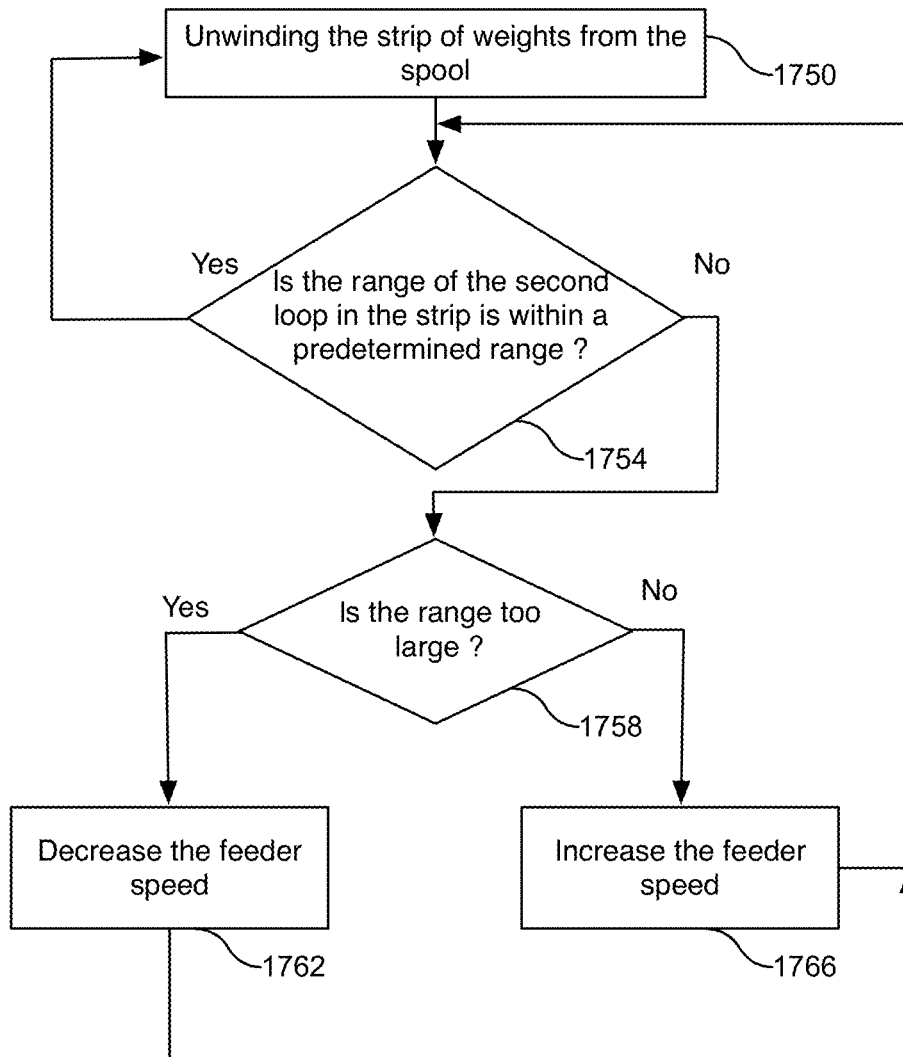 Unwinding the strip of weights from the
spool
1750
Yes
No
Is the range of the second
loop in the strip is within a
predetermined range ?
1754
Yes
No
Is the range too
large ?
1758
Decrease the feeder
speed
Increase the feeder
speed
1762
1766